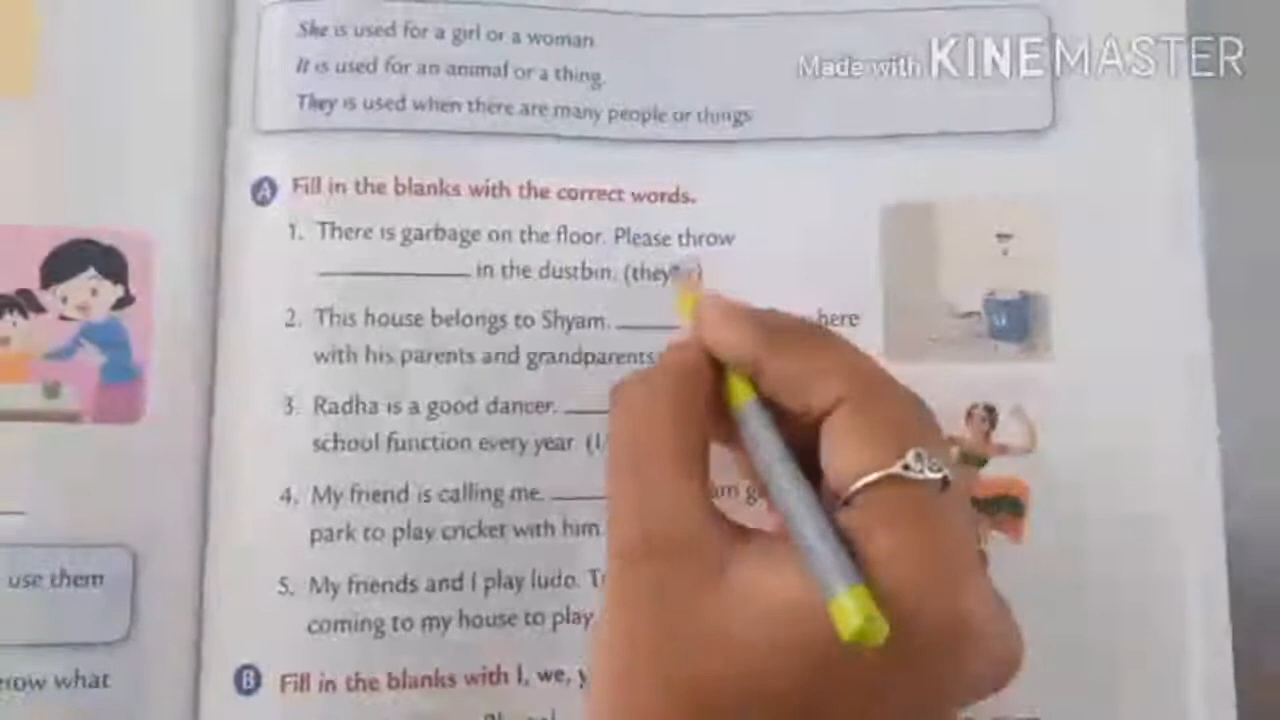 She is used for a girl or a woman.
It is used for an animal or a thing.
They is used when there are many people or things
Made with KINEMASTER
A Fill in the blanks with the correct words.
1. There is garbage on the floor. Please throw
in the dustbin. (they
2. This house belongs to Shyam. here
with his parents and grandparents
3. Radha is a good dancer.
school function every year. (I
4. My friend is calling me. am
park to play cricket with him.
5. My friends and I play ludo.
coming to my house to play
B Fill in the blanks with I, we,
use them
what